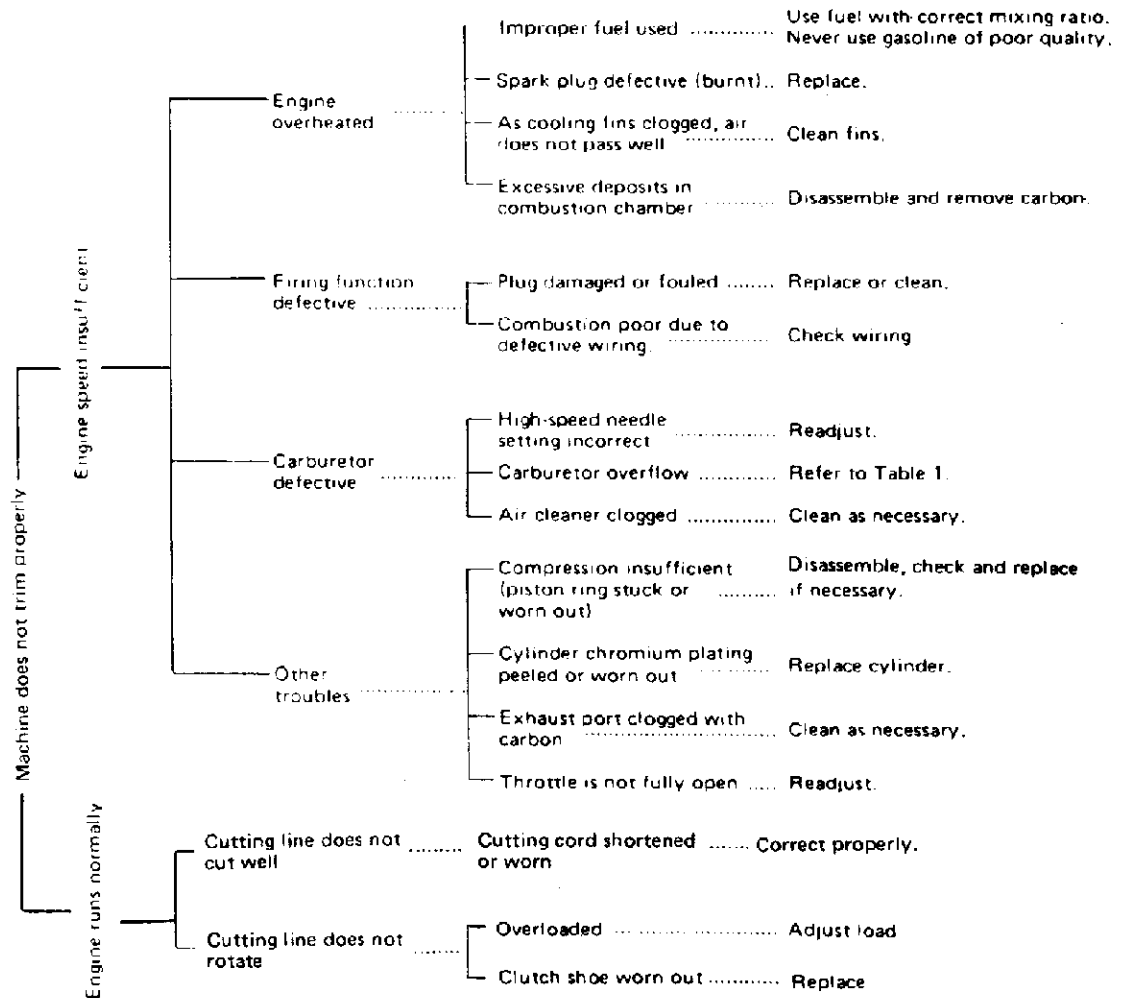 Machine does not trim properly
Engine speed insufficient
Engine overheated
Improper fuel used ............ Use fuel with correct mixing ratio.
Never use gasoline of poor quality.
Spark plug defective (burnt).. Replace.
As cooling fins clogged, air
does not pass well ............ Clean fins.
Excessive deposits in
combustion chamber ........ Disassemble and remove carbon.
Firing function
defective
Plug damaged or fouled ....... Replace or clean.
Combustion poor due to
defective wiring. ............... Check wiring
Carburetor
defective
High-speed needle
setting incorrect ............... Readjust.
Carburetor overflow ........... Refer to Table 1.
Air cleaner clogged .............. Clean as necessary.
Other
troubles
Compression insufficient
(piston ring stuck or
worn out) ......... Disassemble, check and replace
if necessary.
Cylinder chromium plating
peeled or worn out ............ Replace cylinder.
Exhaust port clogged with
carbon ............................ Clean as necessary.
Throttle is not fully open ..... Readjust.
Engine runs normally
Cutting line does not
cut well
Cutting cord shortened
or worn ....... Correct properly.
Cutting line does not
rotate
Overloaded ...................... Adjust load
Clutch shoe worn out ........... Replace